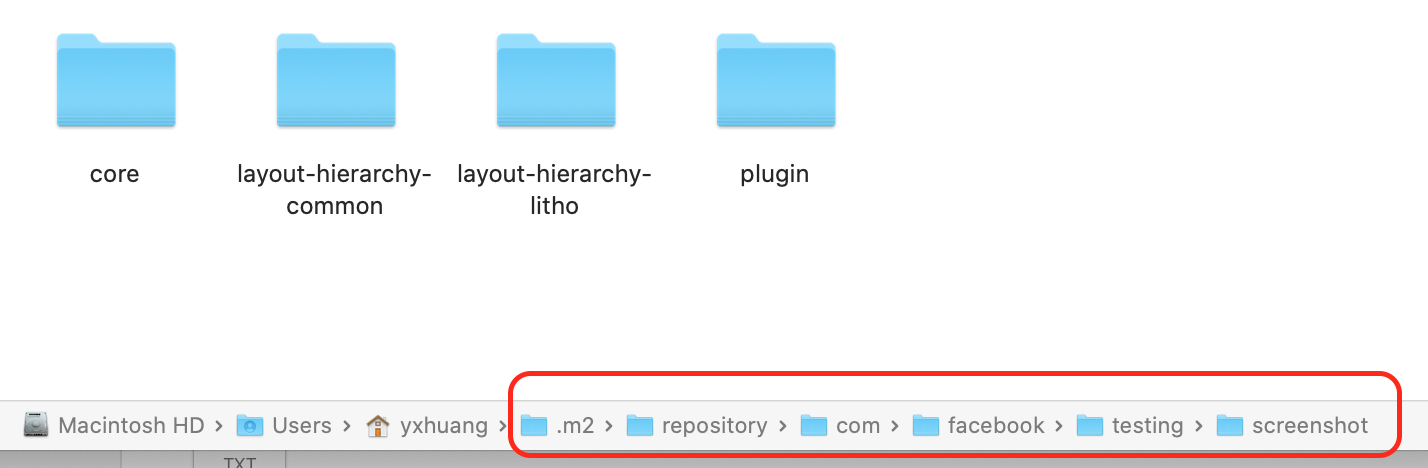 core
layout-hierarchy-common
layout-hierarchy-litho
plugin
Macintosh HD › Users › yxhuang › .m2 › repository › com › facebook › testing › screenshot
TXT